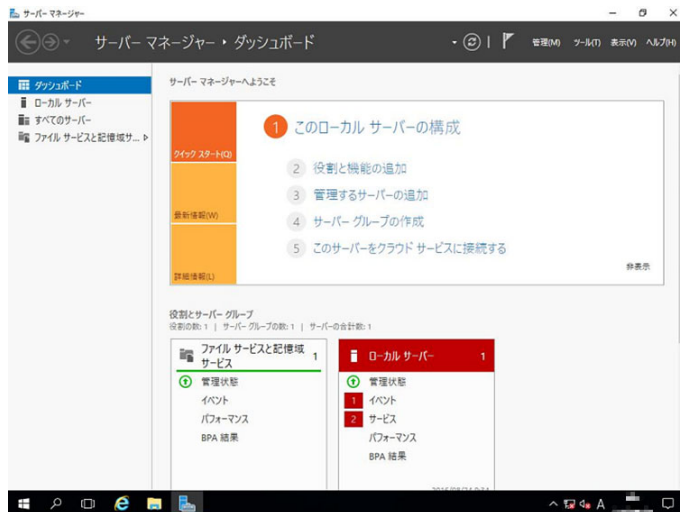 サーバー マネージャー
サーバー マネージャー ・ ダッシュボード
管理(M) ツール(T) 表示(V) ヘルプ(H)
ダッシュボード
ローカル サーバー
すべてのサーバー
ファイル サービスと記憶域サ...
サーバー マネージャーへようこそ
クイック スタート(Q)
最新情報(W)
詳細情報(L)
1 このローカル サーバーの構成
2 役割と機能の追加
3 管理するサーバーの追加
4 サーバー グループの作成
5 このサーバーをクラウド サービスに接続する
非表示
役割とサーバー グループ
役割の数: 1 | サーバー グループの数: 1 | サーバーの合計数: 1
ファイル サービスと記憶域
サービス
1
管理状態
イベント
パフォーマンス
BPA 結果
ローカル サーバー 1
管理状態
1 イベント
2 サービス
パフォーマンス
BPA 結果
A